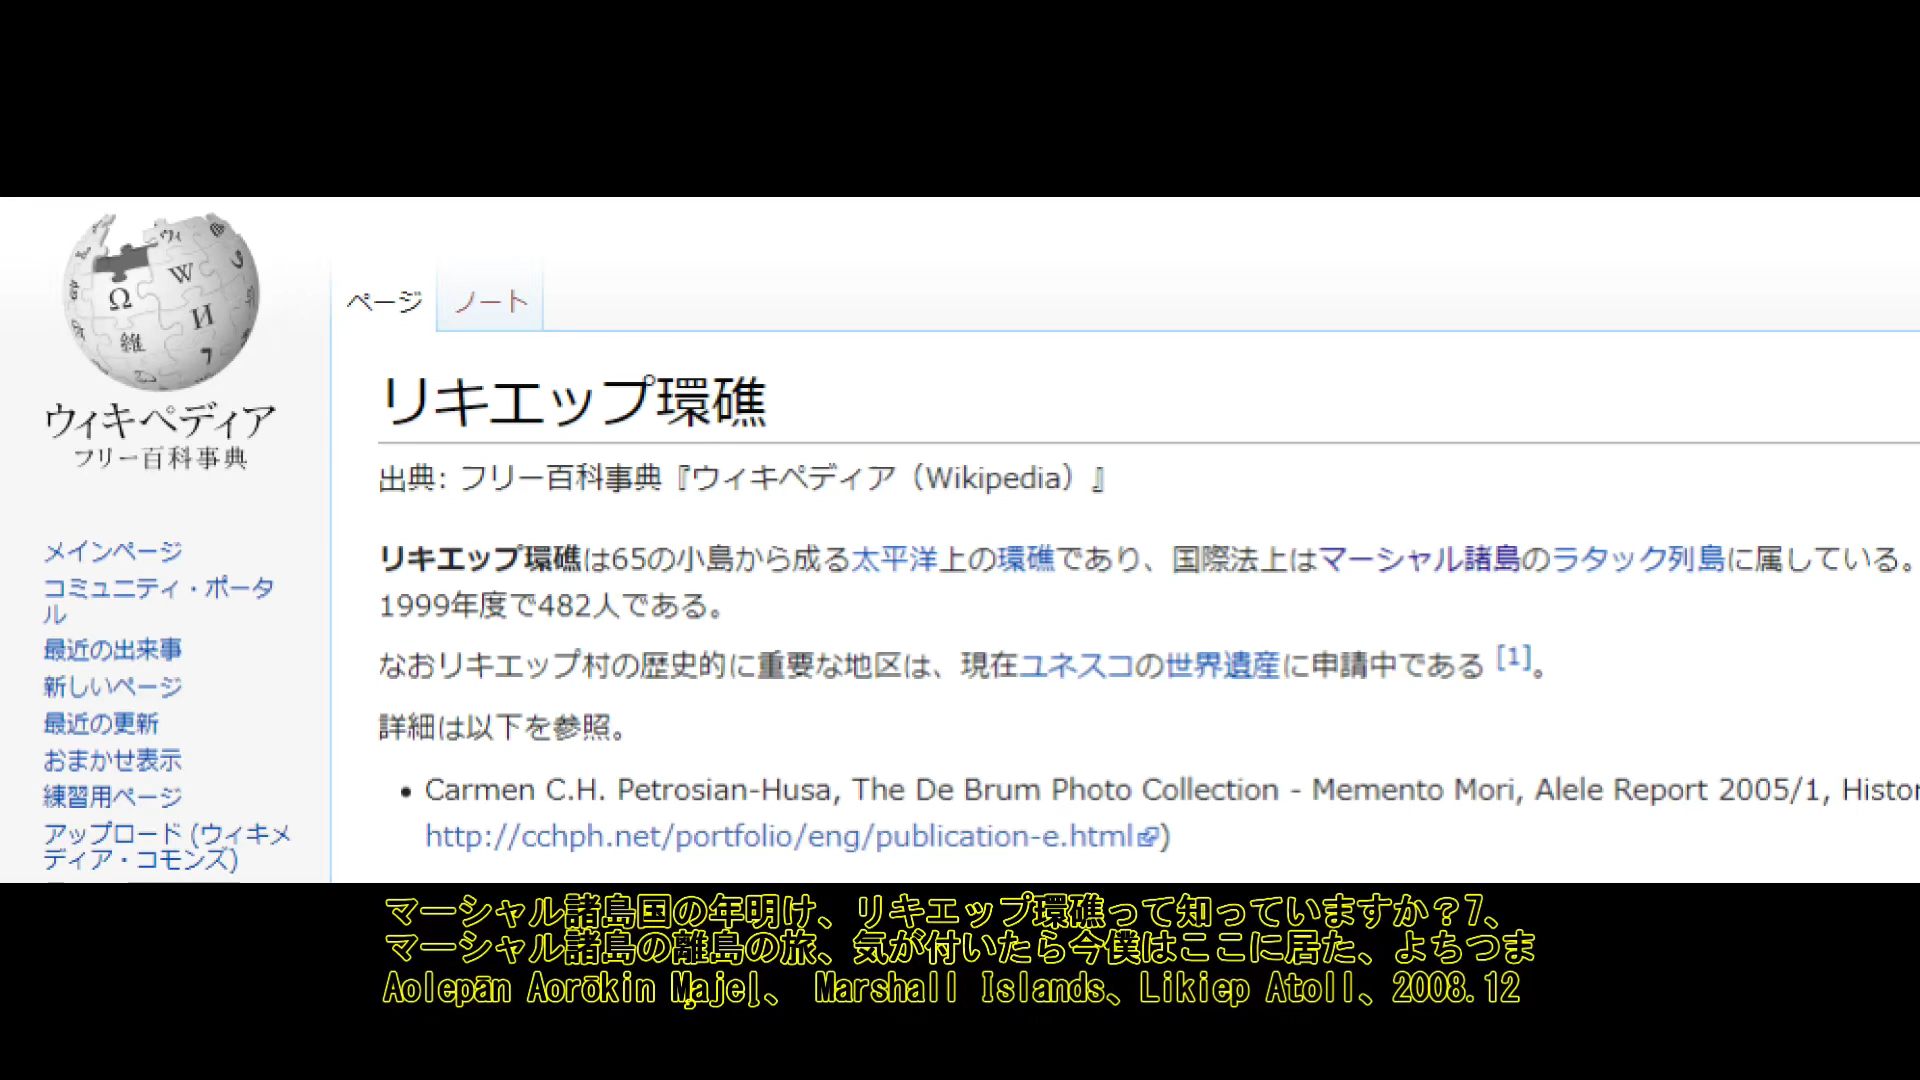 ウィキペディア
フリー百科事典
メインページ
コミュニティ・ポータ
ル
最近の出来事
新しいページ
最近の更新
おまかせ表示
練習用ページ
アップロード (ウィキメ
ディア・コモンズ)
ページ
ノート
リキエップ環礁
出典: フリー百科事典『ウィキペディア（Wikipedia）』
リキエップ環礁は65の小島から成る太平洋上の環礁であり、国際法上はマーシャル諸島のラタック列島に属している。
1999年度で482人である。
なおリキエップ村の歴史的に重要な地区は、現在ユネスコの世界遺産に申請中である [1]。
詳細は以下を参照。
• Carmen C.H. Petrosian-Husa, The De Brum Photo Collection - Memento Mori, Alele Report 2005/1, Histor
http://cchph.net/portfolio/eng/publication-e.html)
マーシャル諸島国の年明け、リキエップ環礁って知っていますか？7、
マーシャル諸島の離島の旅、気が付いたら今僕はここに居た、よちつま
Aolepān Aorōkin M̧ajeļ、 Marshall Islands、Likiep Atoll、2008.12